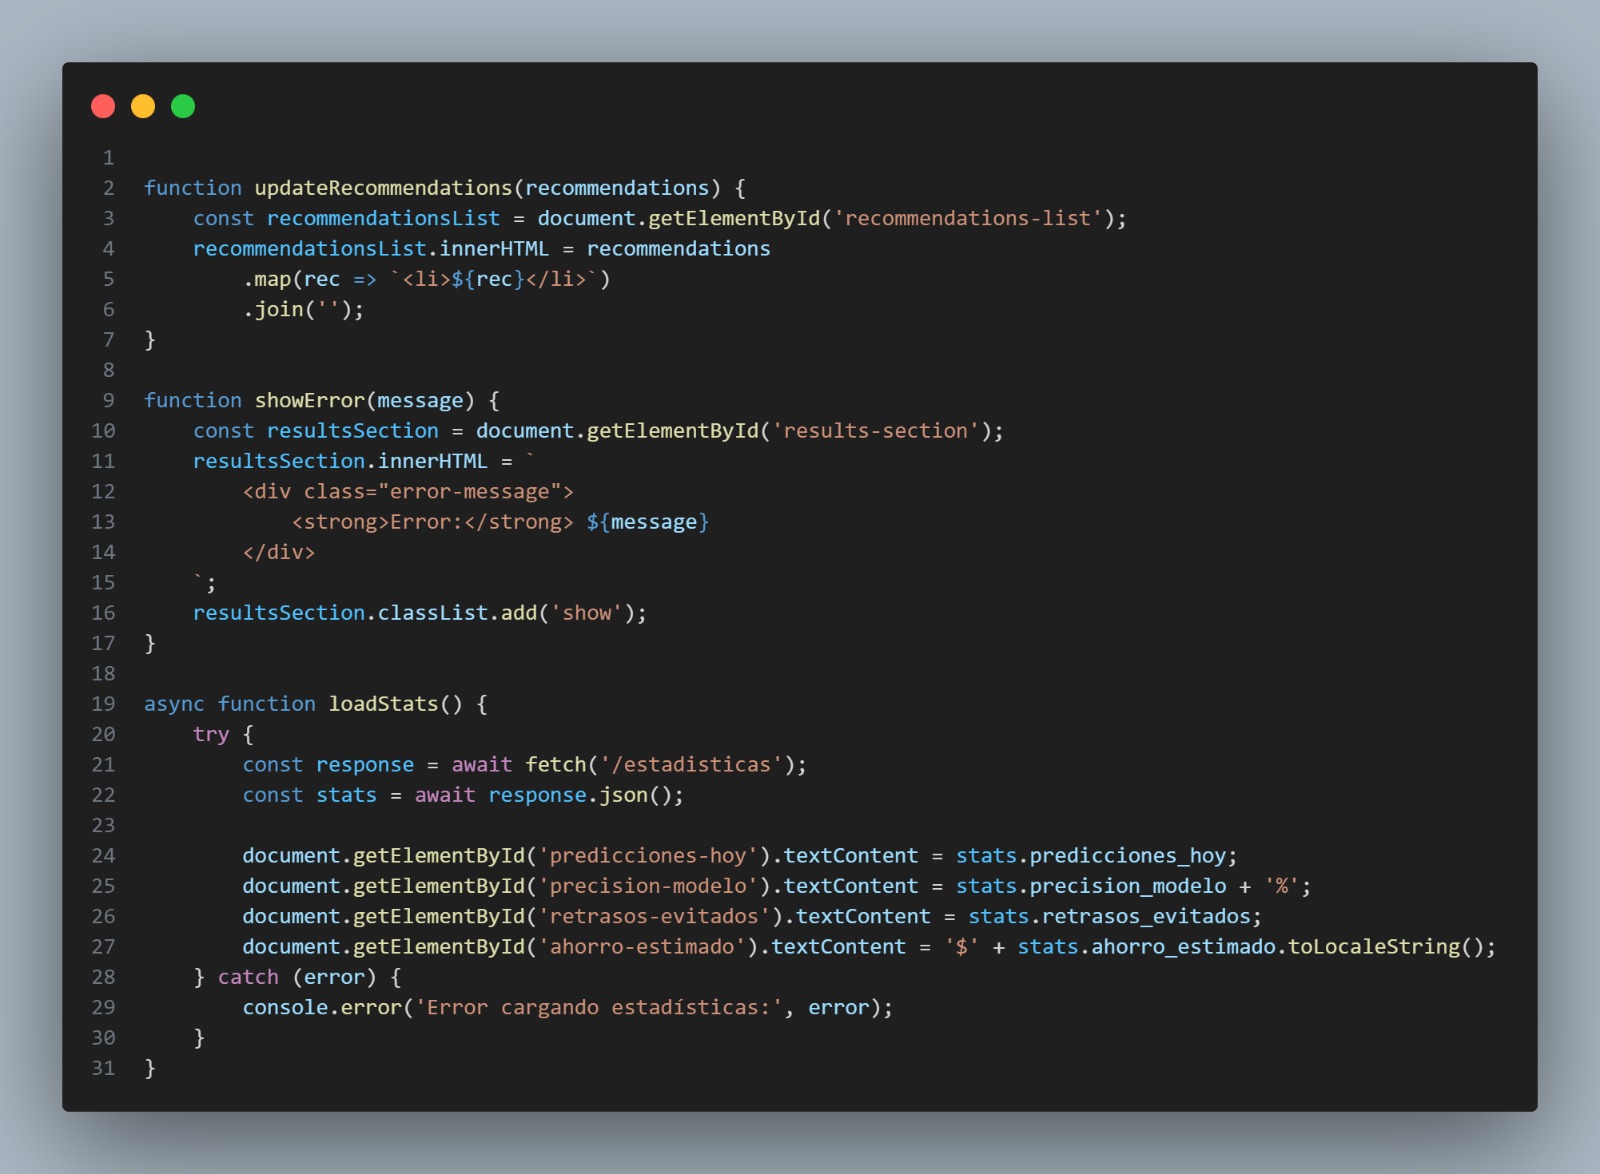 1
2 function updateRecommendations(recommendations) {
3     const recommendationsList = document.getElementById('recommendations-list');
4     recommendationsList.innerHTML = recommendations
5         .map(rec => `<li>${rec}</li>`)
6         .join('');
7 }
8
9 function showError(message) {
10     const resultsSection = document.getElementById('results-section');
11     resultsSection.innerHTML = `
12         <div class="error-message">
13             <strong>Error:</strong> ${message}
14         </div>
15     `;
16     resultsSection.classList.add('show');
17 }
18
19 async function loadStats() {
20     try {
21         const response = await fetch('/estadisticas');
22         const stats = await response.json();
23
24         document.getElementById('predicciones-hoy').textContent = stats.predicciones_hoy;
25         document.getElementById('precision-modelo').textContent = stats.precision_modelo + '%';
26         document.getElementById('retrasos-evitados').textContent = stats.retrasos_evitados;
27         document.getElementById('ahorro-estimado').textContent = '$' + stats.ahorro_estimado.toLocaleString();
28     } catch (error) {
29         console.error('Error cargando estadísticas:', error);
30     }
31 }